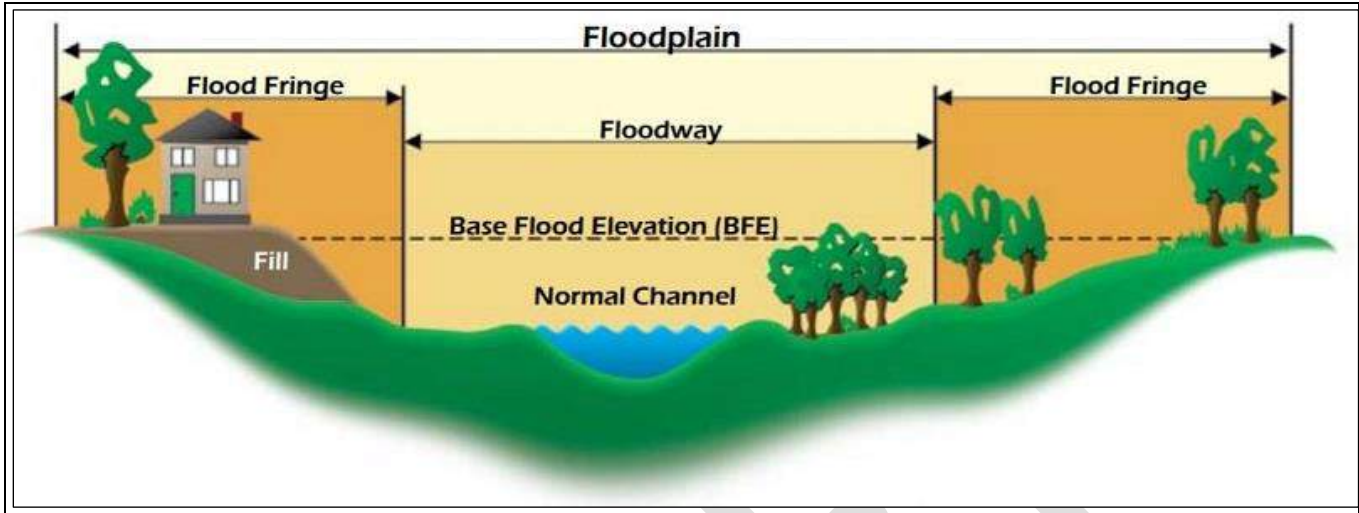 Floodplain
Flood Fringe
Flood Fringe
Floodway
Base Flood Elevation (BFE)
Fill
Normal Channel